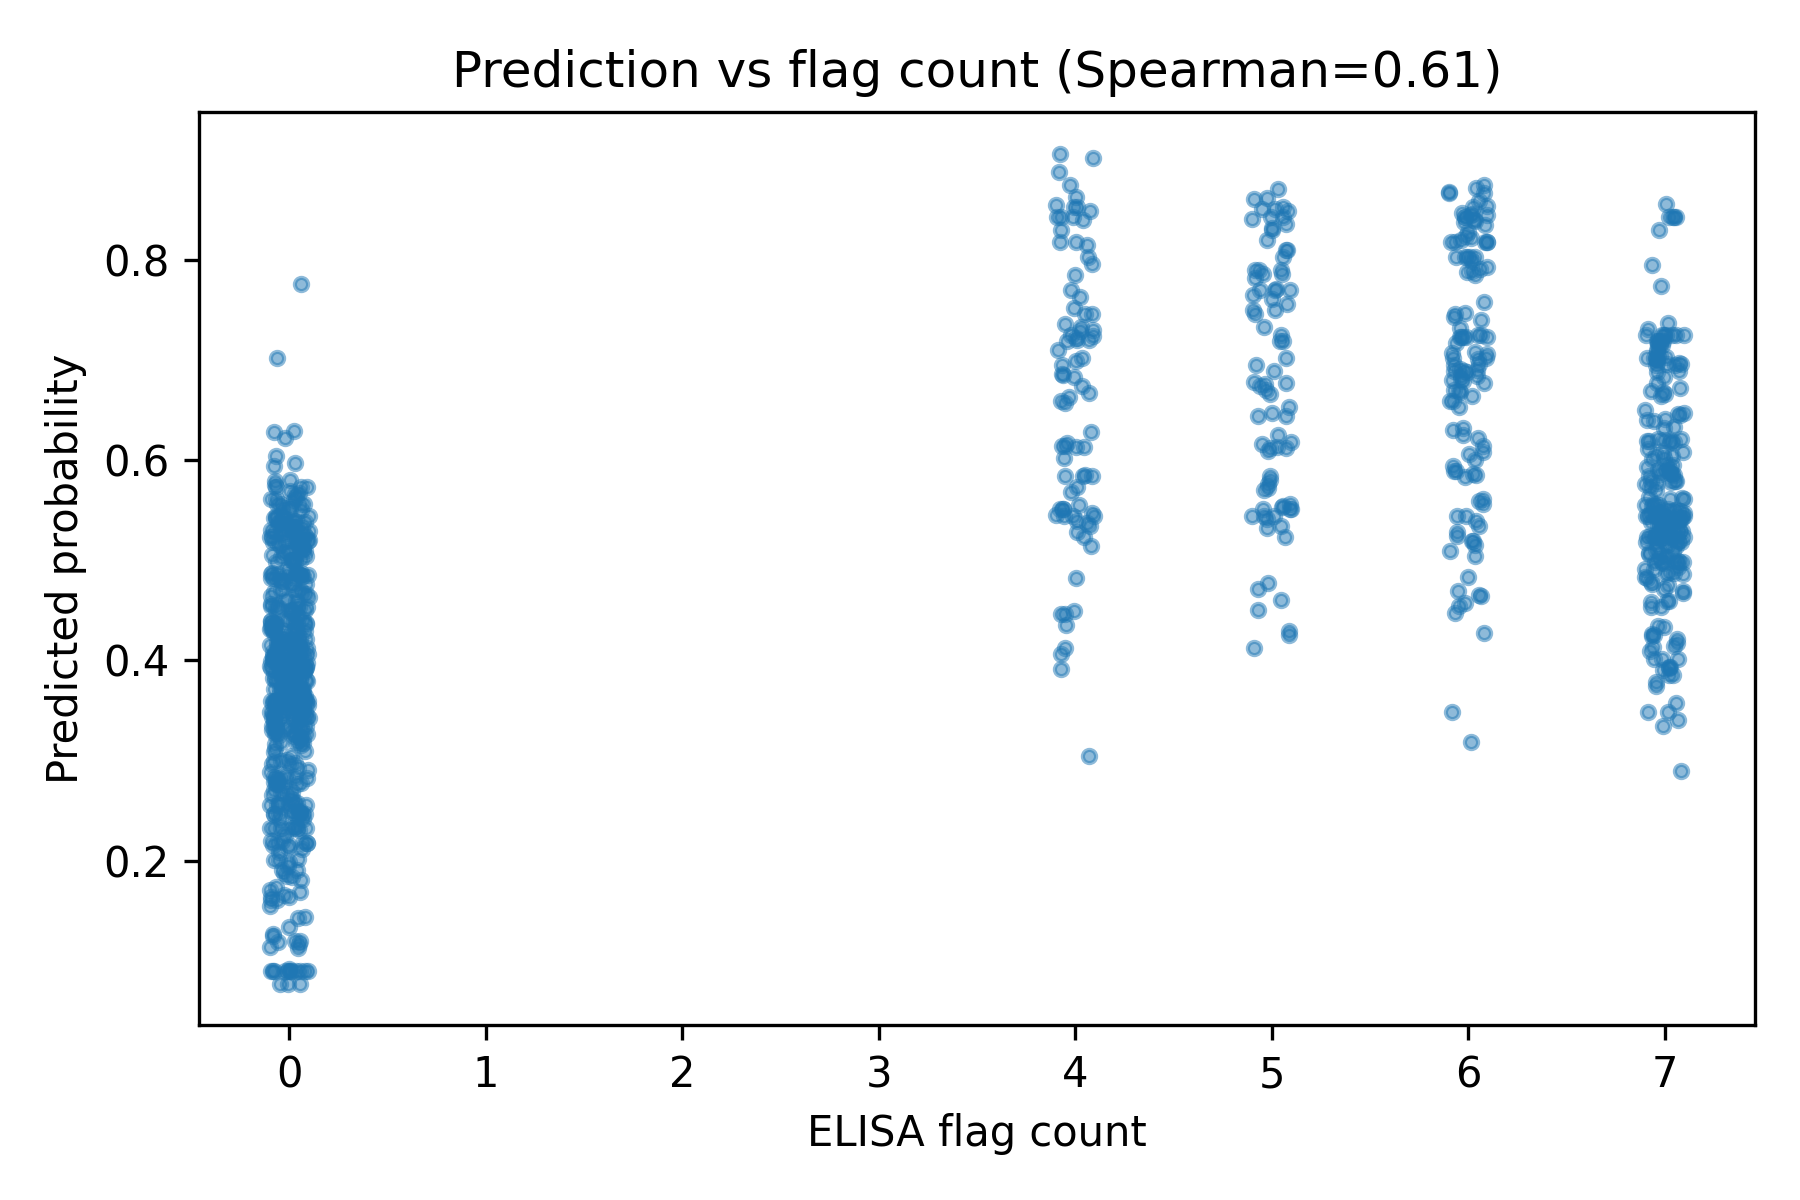 Prediction vs flag count (Spearman=0.61)
0.8
0.6
0.4
0.2
Predicted probability
0 1 2 3 4 5 6 7
ELISA flag count